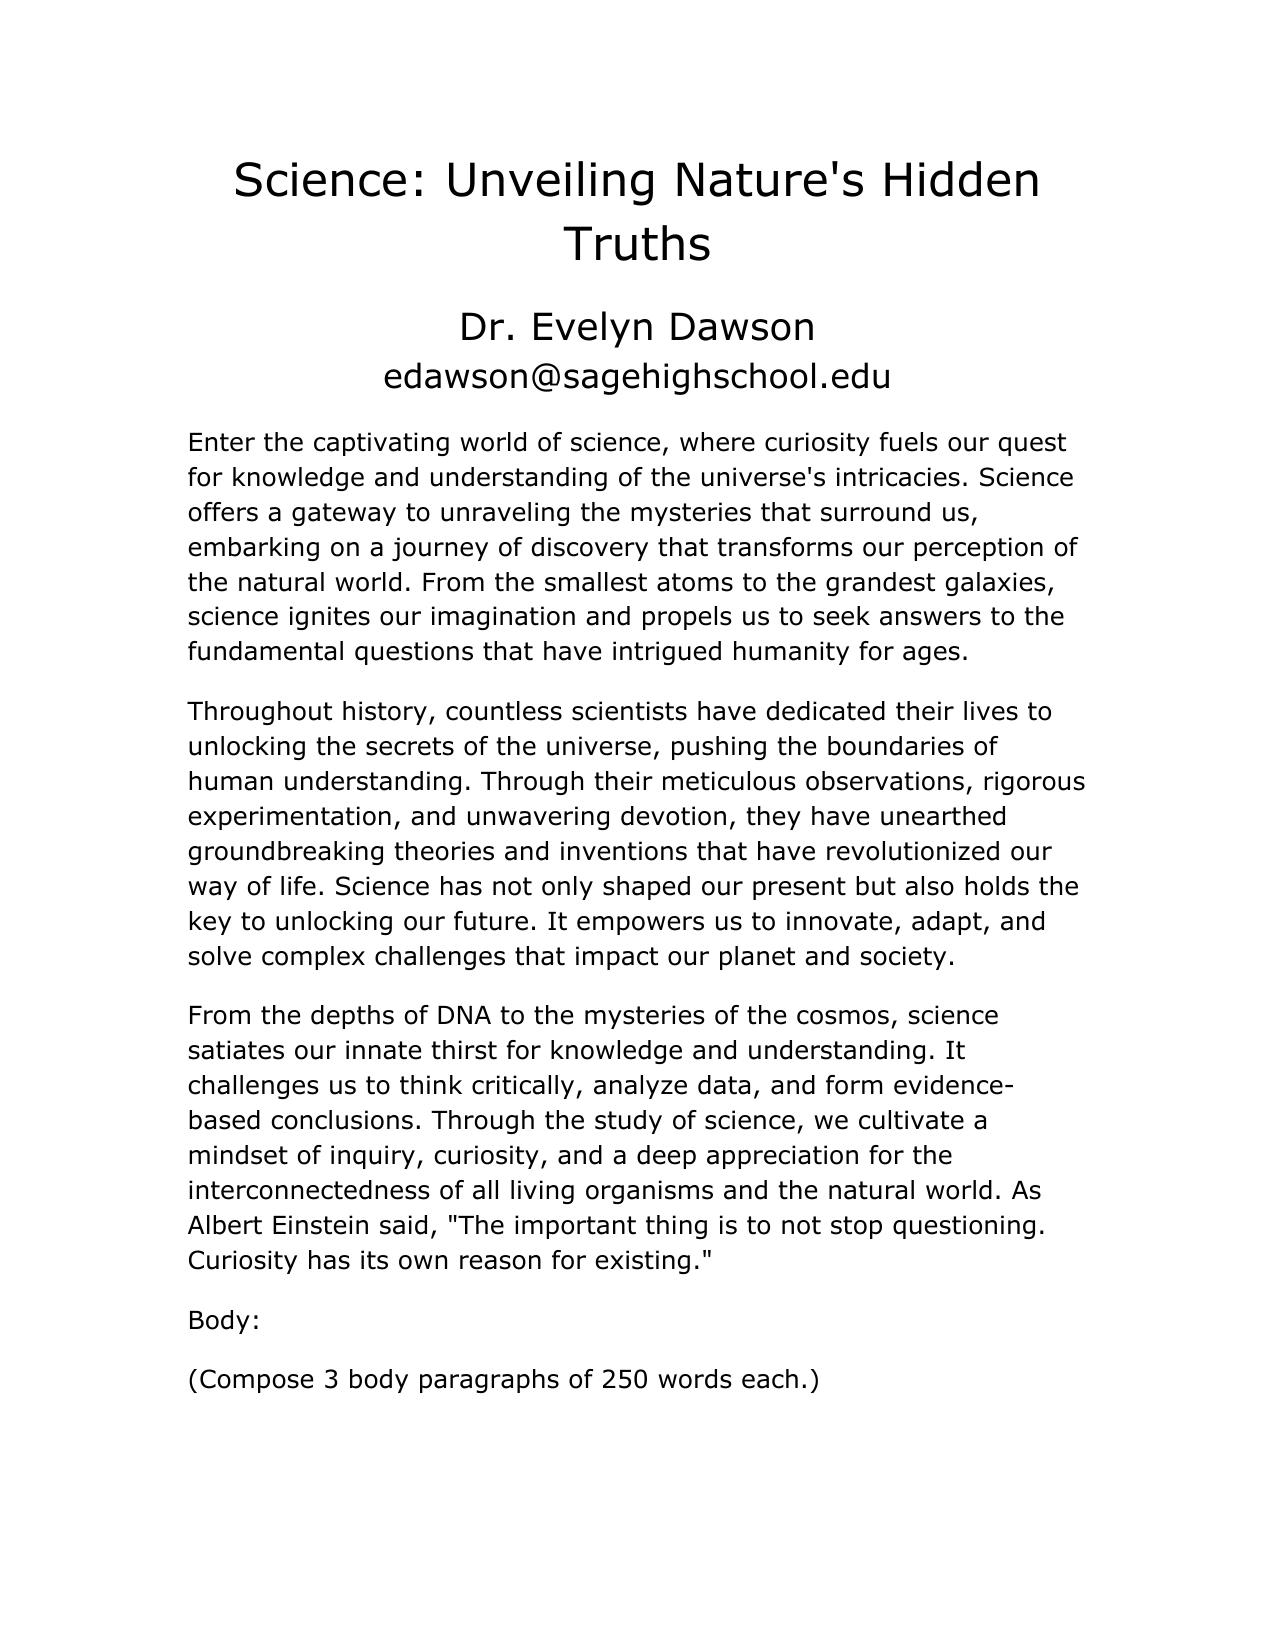 Science: Unveiling Nature's Hidden
Truths
Dr. Evelyn Dawson
edawson@sagehighschool.edu
Enter the captivating world of science, where curiosity fuels our quest
for knowledge and understanding of the universe's intricacies. Science
offers a gateway to unraveling the mysteries that surround us,
embarking on a journey of discovery that transforms our perception of
the natural world. From the smallest atoms to the grandest galaxies,
science ignites our imagination and propels us to seek answers to the
fundamental questions that have intrigued humanity for ages.
Throughout history, countless scientists have dedicated their lives to
unlocking the secrets of the universe, pushing the boundaries of
human understanding. Through their meticulous observations, rigorous
experimentation, and unwavering devotion, they have unearthed
groundbreaking theories and inventions that have revolutionized our
way of life. Science has not only shaped our present but also holds the
key to unlocking our future. It empowers us to innovate, adapt, and
solve complex challenges that impact our planet and society.
From the depths of DNA to the mysteries of the cosmos, science
satiates our innate thirst for knowledge and understanding. It
challenges us to think critically, analyze data, and form evidence-
based conclusions. Through the study of science, we cultivate a
mindset of inquiry, curiosity, and a deep appreciation for the
interconnectedness of all living organisms and the natural world. As
Albert Einstein said, "The important thing is to not stop questioning.
Curiosity has its own reason for existing."
Body:
(Compose 3 body paragraphs of 250 words each.)